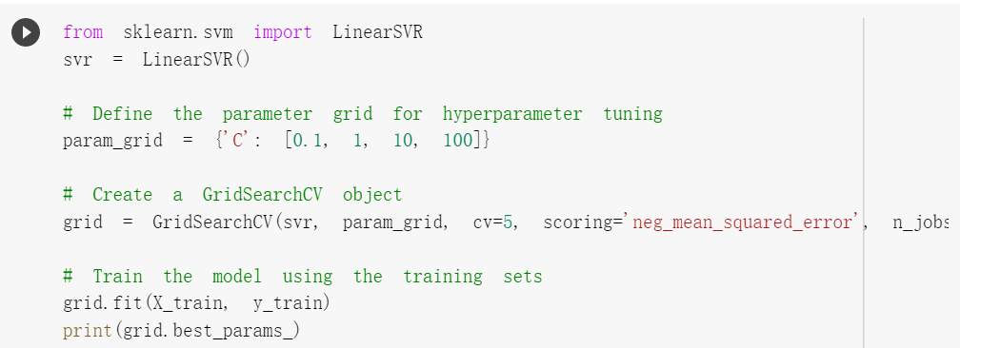 from sklearn.svm import LinearSVR
svr = LinearSVR()
# Define the parameter grid for hyperparameter tuning
param_grid = {'C': [0.1, 1, 10, 100]}
# Create a GridSearchCV object
grid = GridSearchCV(svr, param_grid, cv=5, scoring='neg_mean_squared_error', n_jobs
# Train the model using the training sets
grid.fit(X_train, y_train)
print(grid.best_params_)